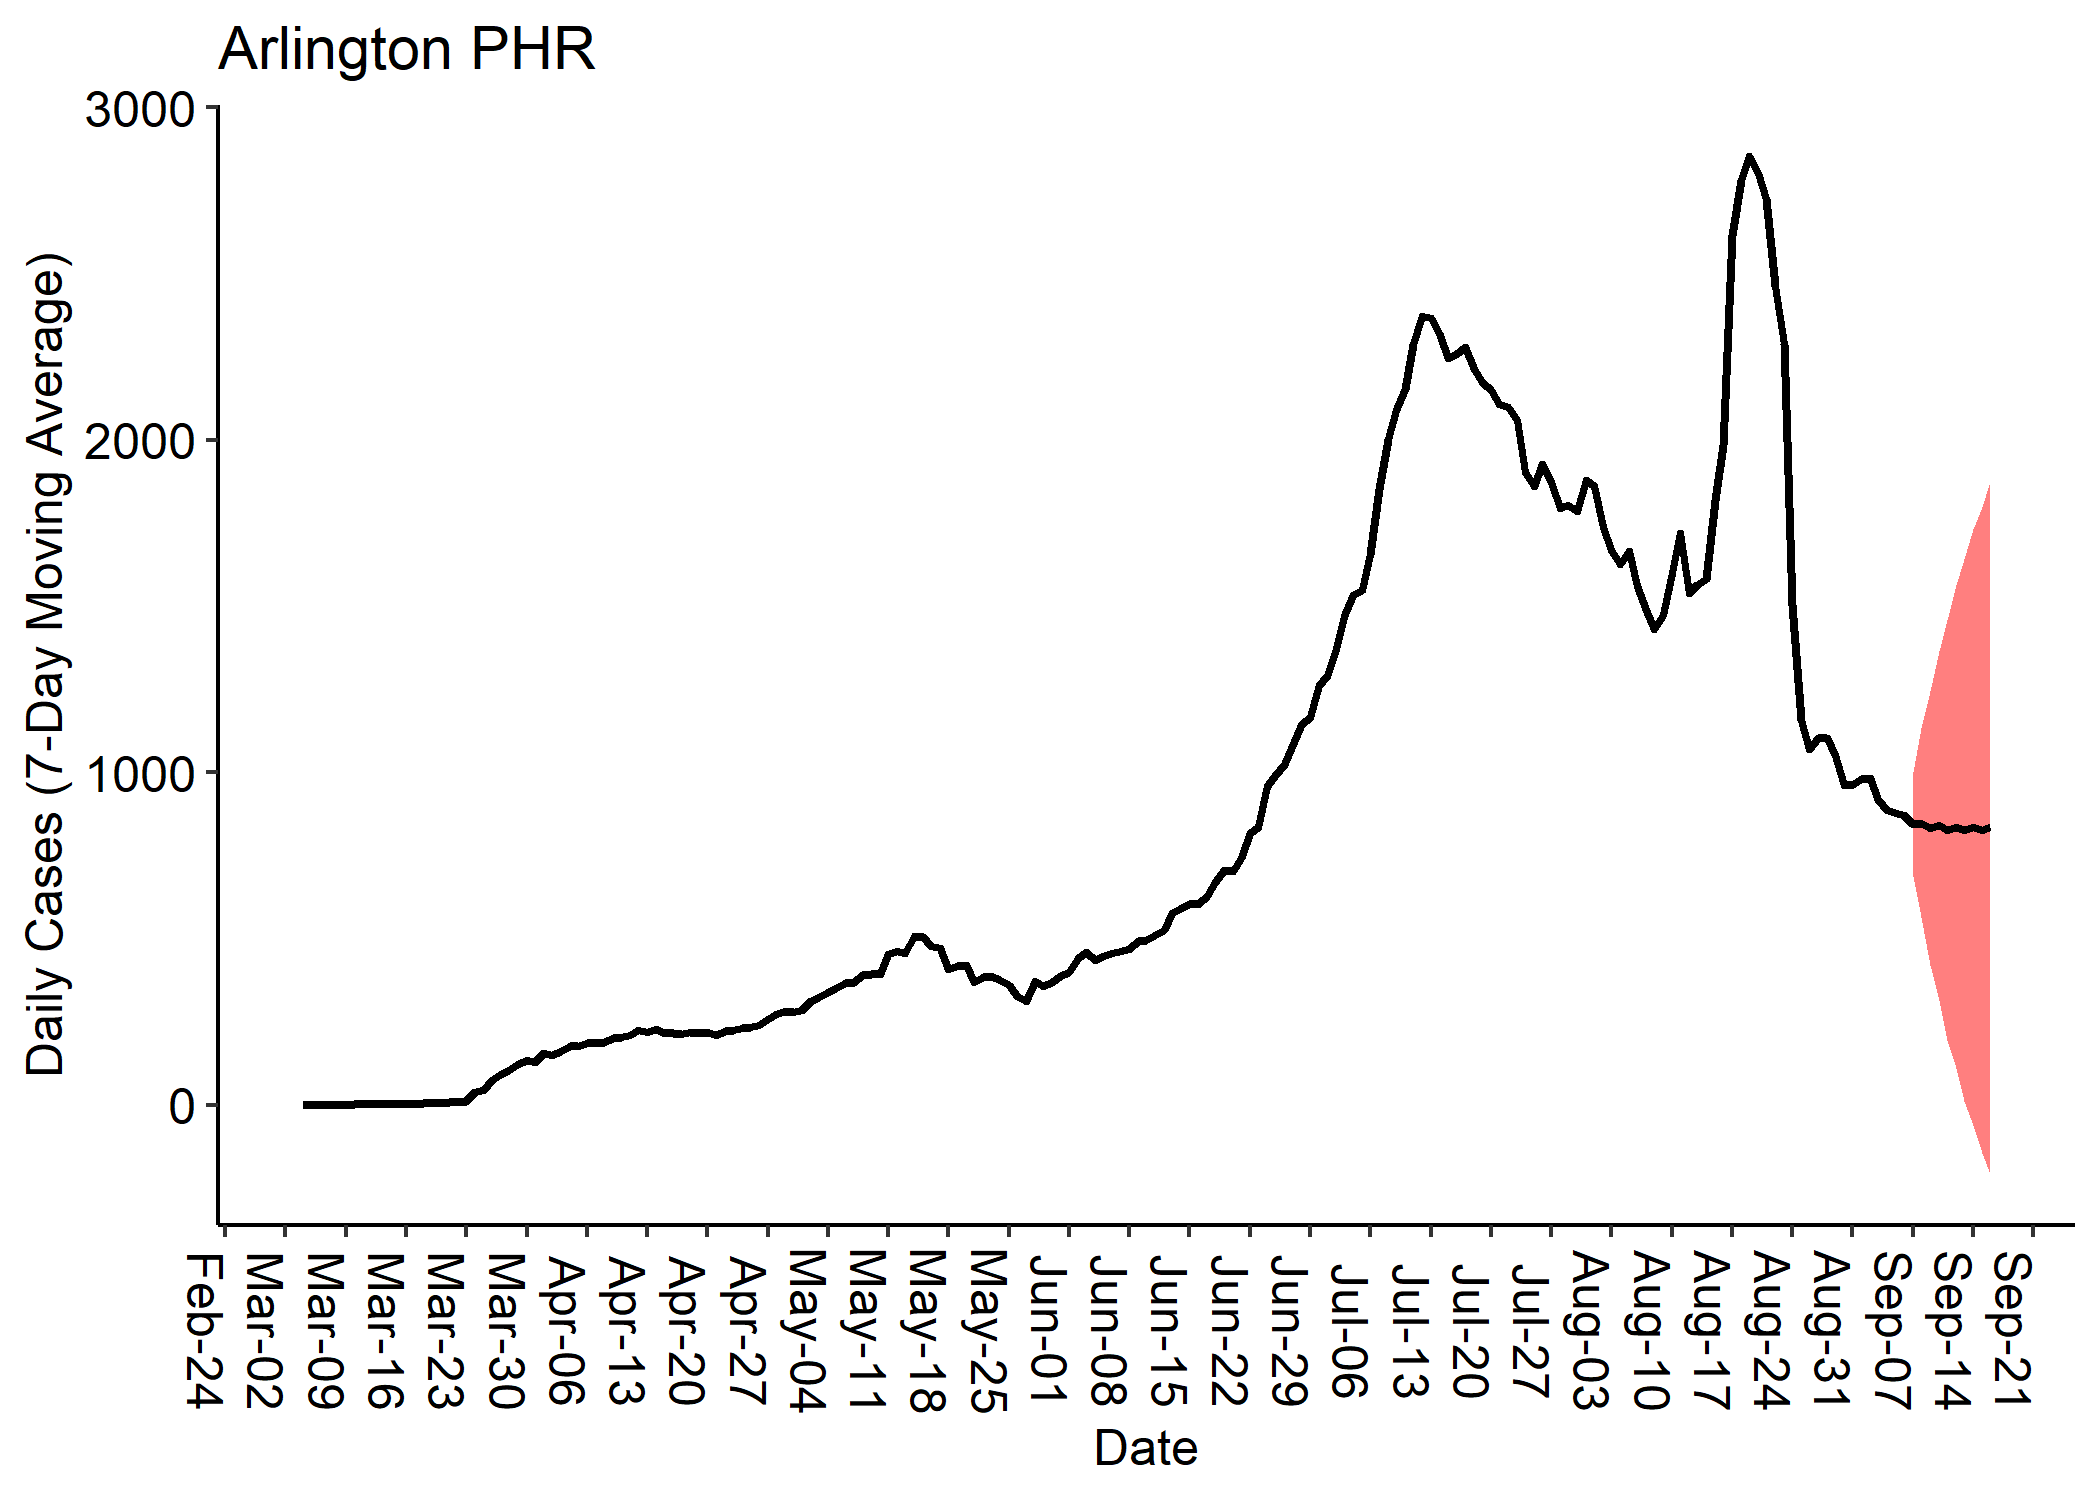 Arlington PHR
Daily Cases (7-Day Moving Average)
3000
2000
1000
0
Feb-24
Mar-02
Mar-09
Mar-16
Mar-23
Mar-30
Apr-06
Apr-13
Apr-20
Apr-27
May-04
May-11
May-18
May-25
Jun-01
Jun-08
Jun-15
Jun-22
Jun-29
Jul-06
Jul-13
Jul-20
Jul-27
Aug-03
Aug-10
Aug-17
Aug-24
Aug-31
Sep-07
Sep-14
Sep-21
Date